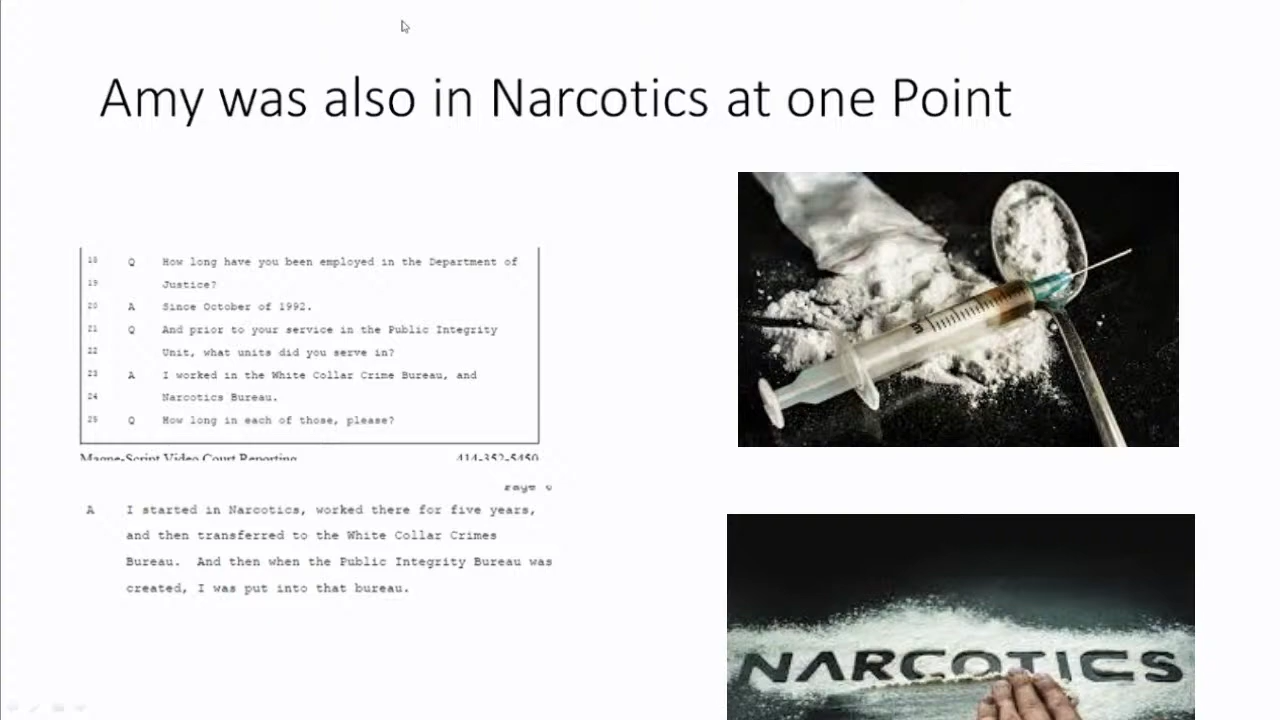 Amy was also in Narcotics at one Point
18 Q How long have you been employed in the Department of
19 Justice?
20 A Since October of 1992.
21 Q And prior to your service in the Public Integrity
22 Unit, what units did you serve in?
23 A I worked in the White Collar Crime Bureau, and
24 Narcotics Bureau.
25 Q How long in each of those, please?
Magne-Script Video Court Reporting 414-352-5450
Page 6
A I started in Narcotics, worked there for five years,
and then transferred to the White Collar Crimes
Bureau. And then when the Public Integrity Bureau was
created, I was put into that bureau.
NARCOTICS